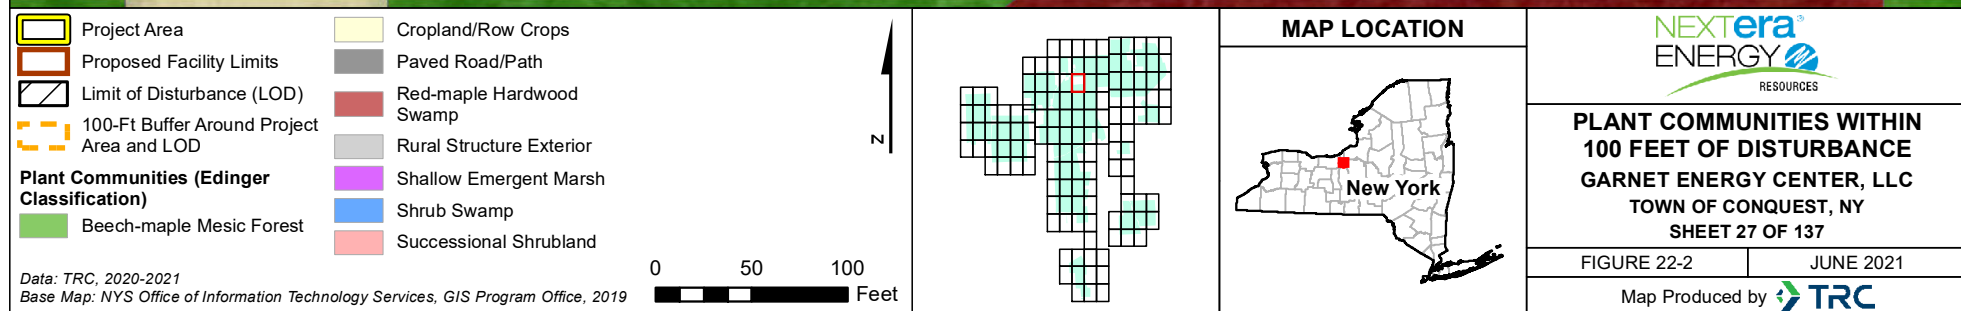 Project Area
Proposed Facility Limits
Limit of Disturbance (LOD)
100-Ft Buffer Around Project
Area and LOD
Plant Communities (Edinger
Classification)
Beech-maple Mesic Forest
Cropland/Row Crops
Paved Road/Path
Red-maple Hardwood
Swamp
Rural Structure Exterior
Shallow Emergent Marsh
Shrub Swamp
Successional Shrubland
Data: TRC, 2020-2021
Base Map: NYS Office of Information Technology Services, GIS Program Office, 2019
0 50 100
Feet
N
MAP LOCATION
New York
NEXTera®
ENERGY
RESOURCES
PLANT COMMUNITIES WITHIN
100 FEET OF DISTURBANCE
GARNET ENERGY CENTER, LLC
TOWN OF CONQUEST, NY
SHEET 27 OF 137
FIGURE 22-2
JUNE 2021
Map Produced by TRC